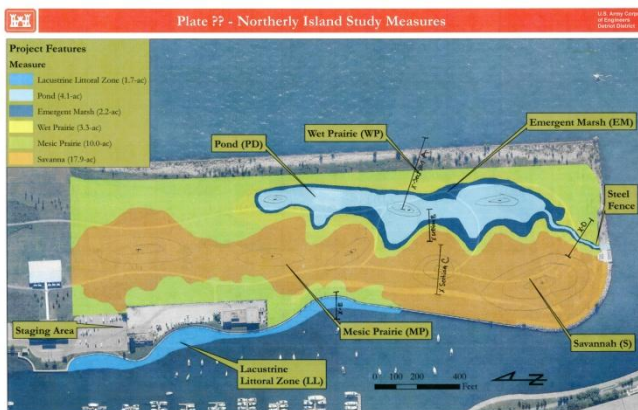 Plate ?? - Northerly Island Study Measures
U.S. Army Corps
of Engineers
District District
Project Features
Measure
Lacustrine Littoral Zone (1.7-ac)
Pond (4.1-ac)
Emergent Marsh (2.2-ac)
Wet Prairie (3.3-ac)
Mesic Prairie (10.0-ac)
Savanna (17.9-ac)
Pond (PD)
Wet Prairie (WP)
Emergent Marsh (EM)
Steel
Fence
X-D
X Section C
Staging Area
Mesic Prairie (MP)
Savannah (S)
Lacustrine
Littoral Zone (LL)
0 100 200 400
Feet
N